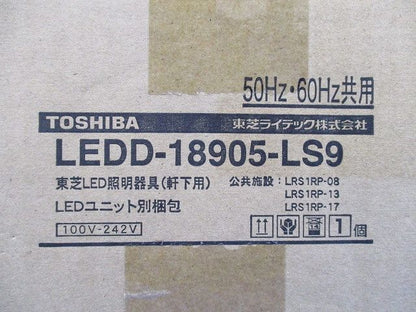 50Hz・60Hz共用
TOSHIBA 東芝ライテック株式会社
LEDD-18905-LS9
東芝LED照明器具(軒下用) 公共施設：LRS1RP-08
LRS1RP-13
LEDユニット別梱包 LRS1RP-17
100V-242V 1個